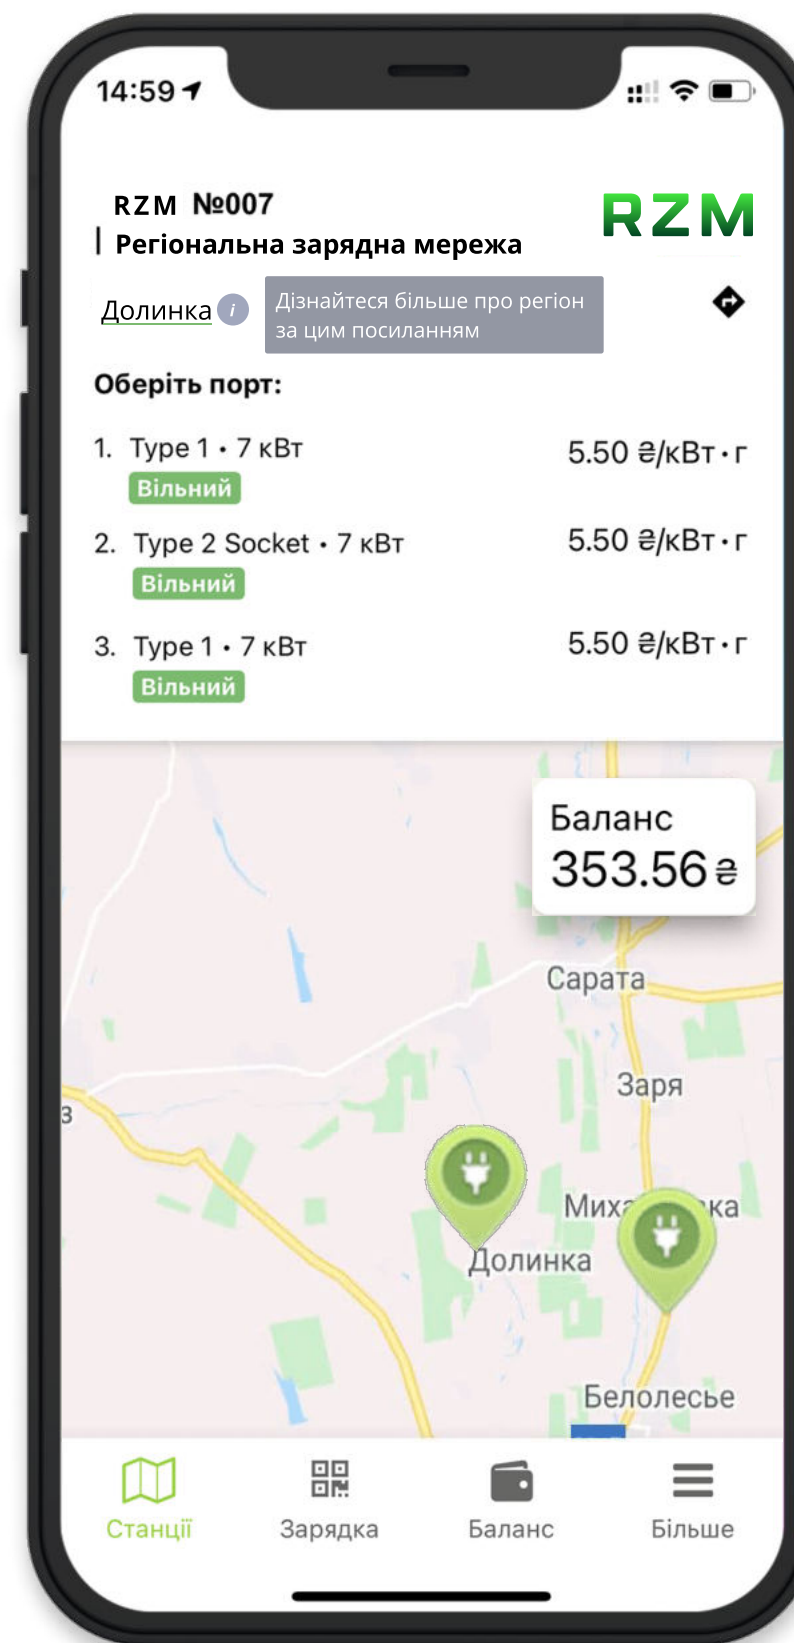 14:59
RZM №007
RZM
| Регіональна зарядна мережа
Долинка i
Дізнайтеся більше про регіон
за цим посиланням
Оберіть порт:
1. Type 1 • 7 кВт 5.50 ₴/кВт·г
Вільний
2. Type 2 Socket • 7 кВт 5.50 ₴/кВт·г
Вільний
3. Type 1 • 7 кВт 5.50 ₴/кВт·г
Вільний
Баланс
353.56 ₴
Сарата
Заря
Долинка
Белолесье
Станції Зарядка Баланс Більше